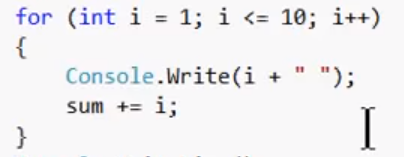 for (int i = 1; i <= 10; i++)
{
    Console.Write(i + " ");
    sum += i;
}